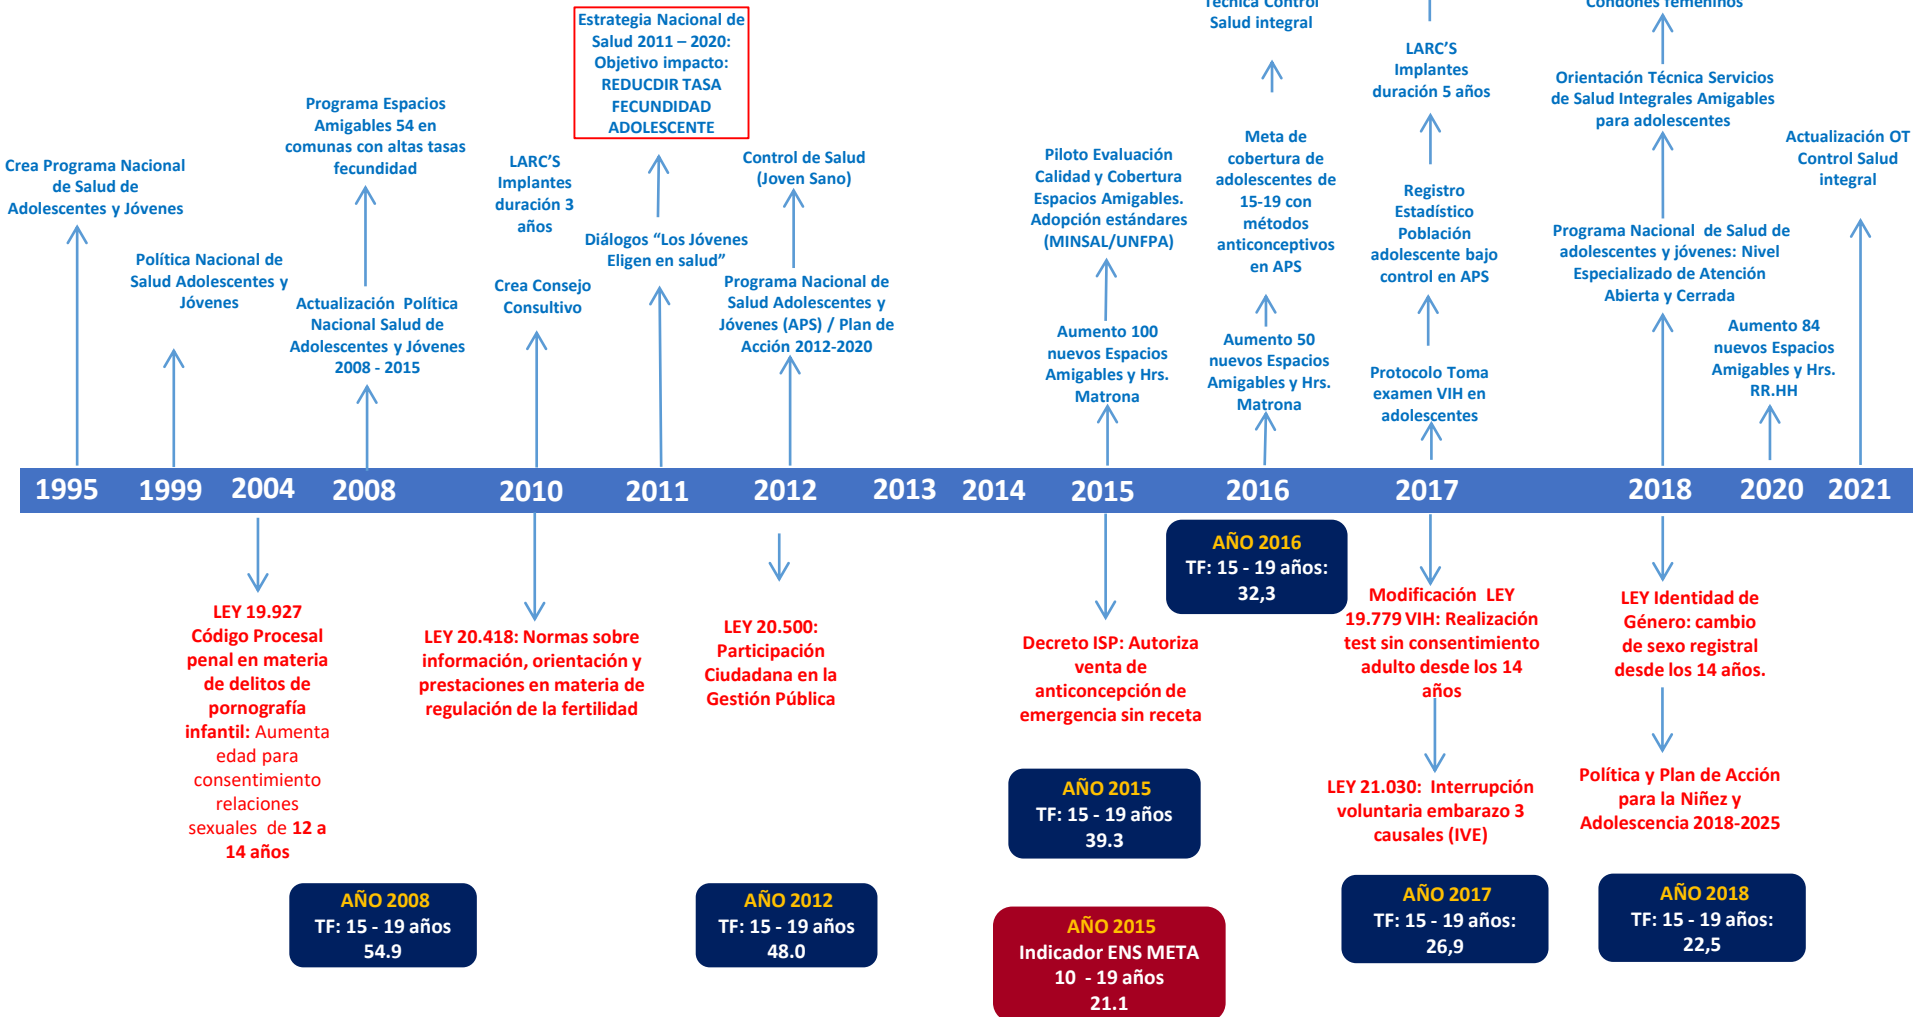 Crea Programa Nacional
de Salud de
Adolescentes y Jóvenes
Política Nacional de
Salud Adolescentes y
Jóvenes
Programa Espacios
Amigables 54 en
comunas con altas tasas
fecundidad
Actualización Política
Nacional Salud de
Adolescentes y Jóvenes
2008 - 2015
LARC'S
Implantes
duración 3
años
Crea Consejo
Consultivo
Estrategia Nacional de
Salud 2011 – 2020:
Objetivo impacto:
REDUCDIR TASA
FECUNDIDAD
ADOLESCENTE
Diálogos “Los Jóvenes
Eligen en salud”
Control de Salud
(Joven Sano)
Programa Nacional de
Salud Adolescentes y
Jóvenes (APS) / Plan de
Acción 2012-2020
Piloto Evaluación
Calidad y Cobertura
Espacios Amigables.
Adopción estándares
(MINSAL/UNFPA)
Aumento 100
nuevos Espacios
Amigables y Hrs.
Matrona
Técnica Control
Salud integral
Meta de
cobertura de
adolescentes de
15-19 con
métodos
anticonceptivos
en APS
Aumento 50
nuevos Espacios
Amigables y Hrs.
Matrona
LARC'S
Implantes
duración 5 años
Registro
Estadístico
Población
adolescente bajo
control en APS
Protocolo Toma
examen VIH en
adolescentes
Condones femeninos
Orientación Técnica Servicios
de Salud Integrales Amigables
para adolescentes
Programa Nacional de Salud de
adolescentes y jóvenes: Nivel
Especializado de Atención
Abierta y Cerrada
Aumento 84
nuevos Espacios
Amigables y Hrs.
RR.HH
Actualización OT
Control Salud
integral
1995 1999 2004 2008 2010 2011 2012 2013 2014 2015 2016 2017 2018 2020 2021
LEY 19.927
Código Procesal
penal en materia
de delitos de
pornografía
infantil: Aumenta
edad para
consentimiento
relaciones
sexuales de 12 a
14 años
LEY 20.418: Normas sobre
información, orientación y
prestaciones en materia de
regulación de la fertilidad
LEY 20.500:
Participación
Ciudadana en la
Gestión Pública
Decreto ISP: Autoriza
venta de
anticoncepción de
emergencia sin receta
AÑO 2016
TF: 15 - 19 años:
32,3
Modificación LEY
19.779 VIH: Realización
test sin consentimiento
adulto desde los 14
años
LEY 21.030: Interrupción
voluntaria embarazo 3
causales (IVE)
LEY Identidad de
Género: cambio
de sexo registral
desde los 14 años.
Política y Plan de Acción
para la Niñez y
Adolescencia 2018-2025
AÑO 2008
TF: 15 - 19 años
54.9
AÑO 2012
TF: 15 - 19 años
48.0
AÑO 2015
TF: 15 - 19 años
39.3
AÑO 2015
Indicador ENS META
10 - 19 años
21.1
AÑO 2017
TF: 15 - 19 años:
26,9
AÑO 2018
TF: 15 - 19 años:
22,5